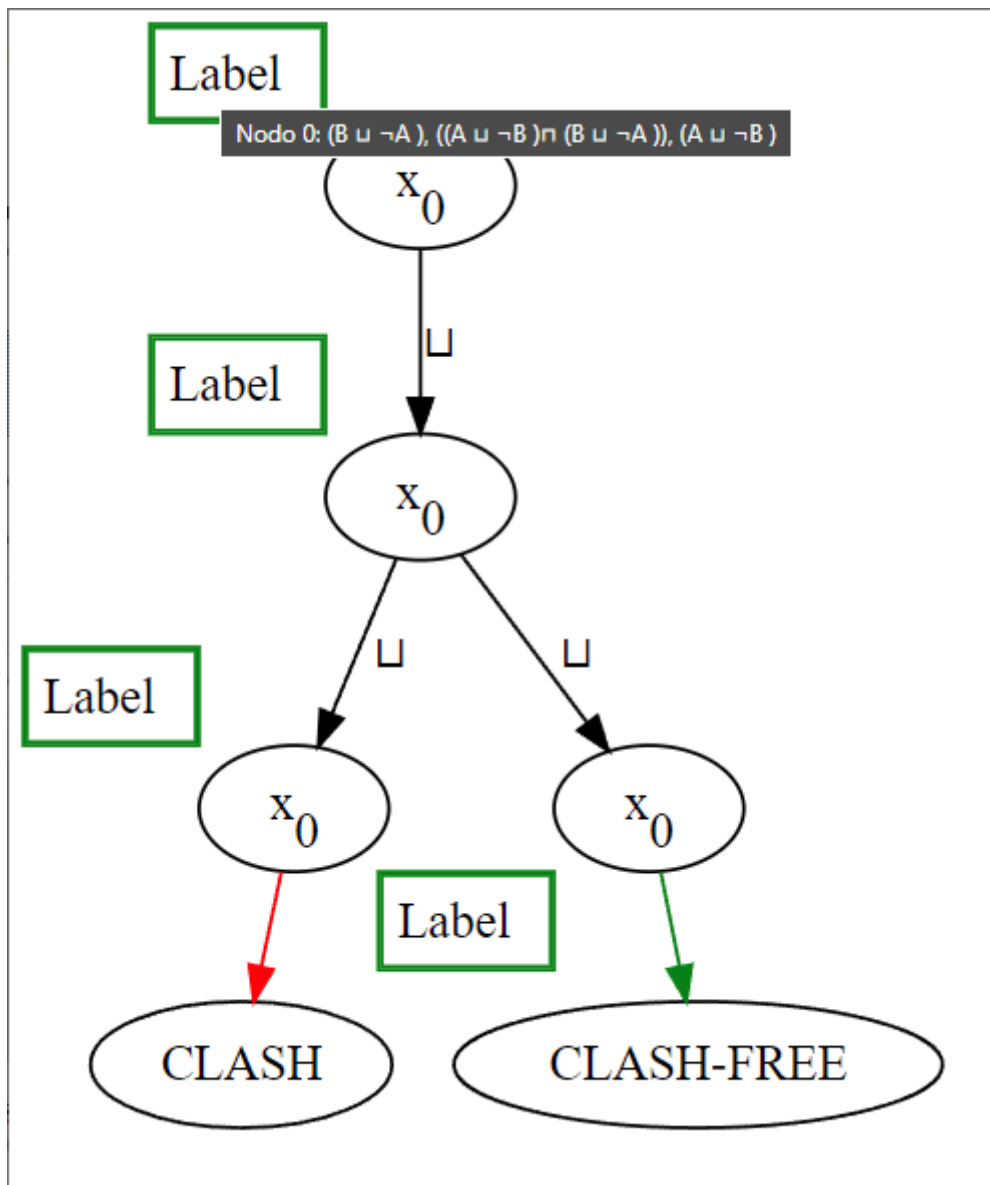 Label
Nodo 0: (B ⊔ ¬A ), ((A ⊔ ¬B )⊓ (B ⊔ ¬A )), (A ⊔ ¬B )
x₀
⊔
Label
x₀
⊔ ⊔
Label
x₀ x₀
Label
CLASH CLASH-FREE